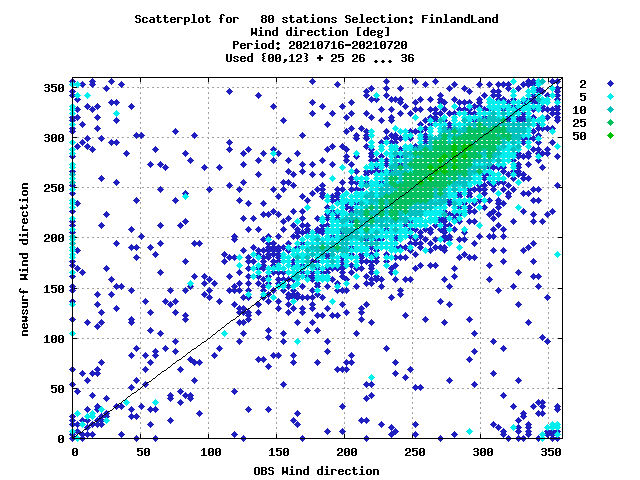 Scatterplot for   80 stations Selection: FinlandLand
Wind direction [deg]
Period: 20210716-20210720
Used {00,12} + 25 26 ... 36
2
5
10
25
50
350
300
250
200
150
100
50
0
newsurf Wind direction
0 50 100 150 200 250 300 350
OBS Wind direction